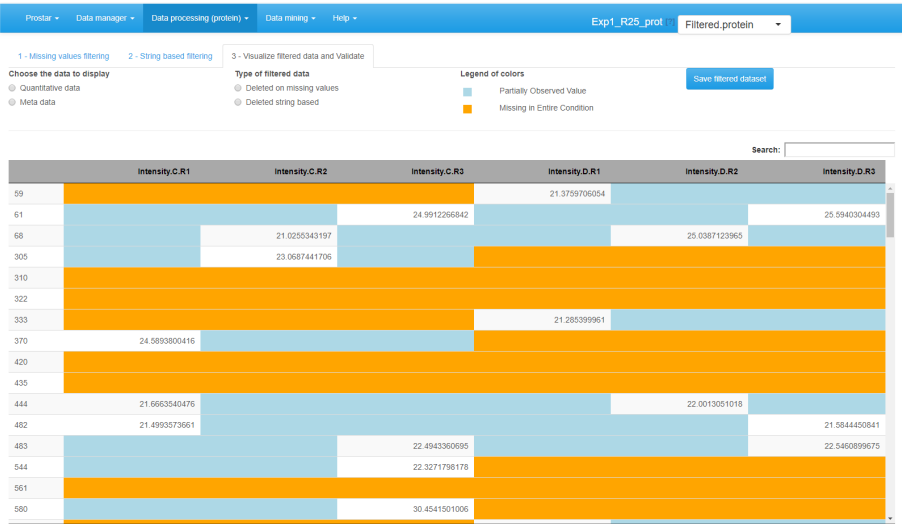 Prostar Data manager Data processing (protein) Data mining Help Exp1_R25_prot [?] Filtered.protein
1 - Missing values filtering 2 - String based filtering 3 - Visualize filtered data and Validate
Choose the data to display Type of filtered data Legend of colors
Quantitative data Deleted on missing values Partially Observed Value Save filtered dataset
Meta data Deleted string based Missing in Entire Condition
Search:
Intensity.C.R1 Intensity.C.R2 Intensity.C.R3 Intensity.D.R1 Intensity.D.R2 Intensity.D.R3
59 21.3759706054
61 24.9912266842 25.5940304493
68 21.0255343197 25.0387123965
305 23.0687441706
310
322
333 21.285399961
370 24.5893800416
420
435
444 21.6663540476 22.0013051018
482 21.4993573661 21.5844450841
483 22.4943360695 22.5460899675
544 22.3271798178
561
580 30.4541501006